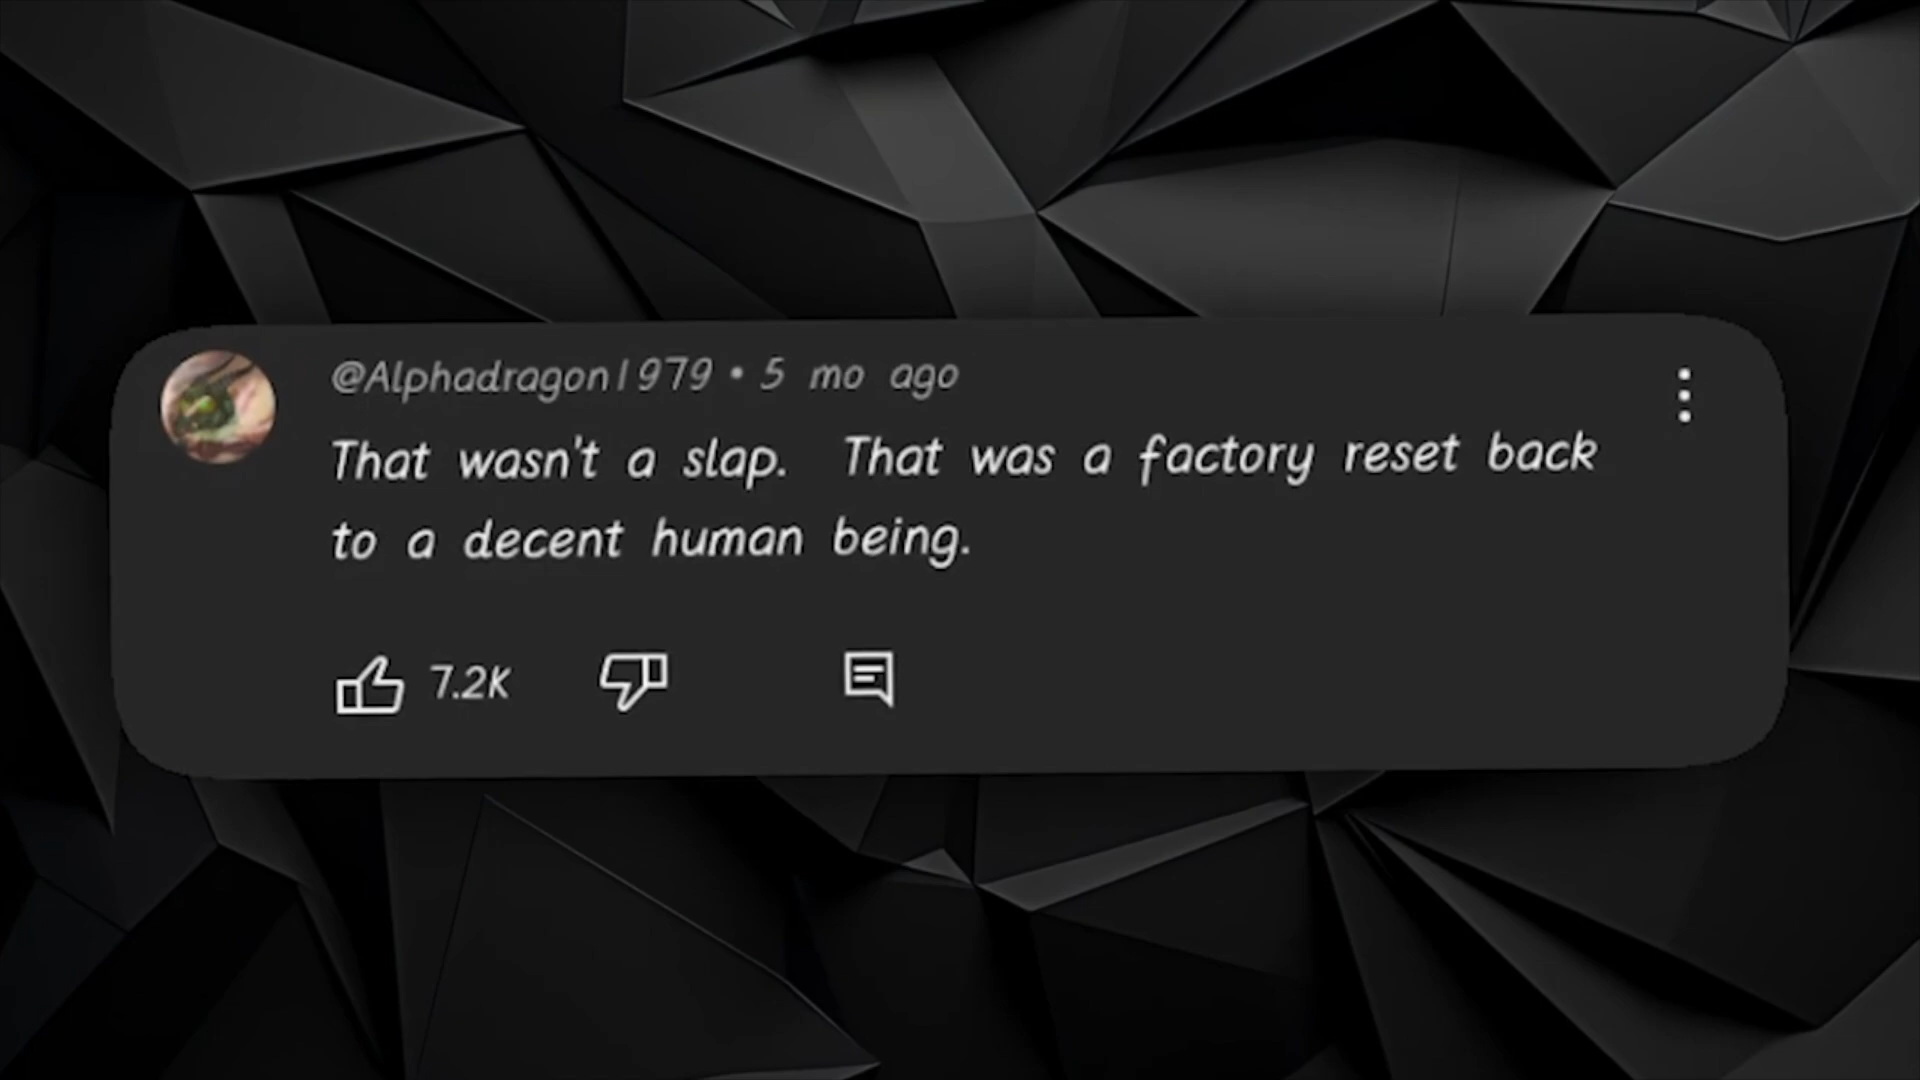 @Alphadragon1979 • 5 mo ago
That wasn't a slap. That was a factory reset back
to a decent human being.
7.2K